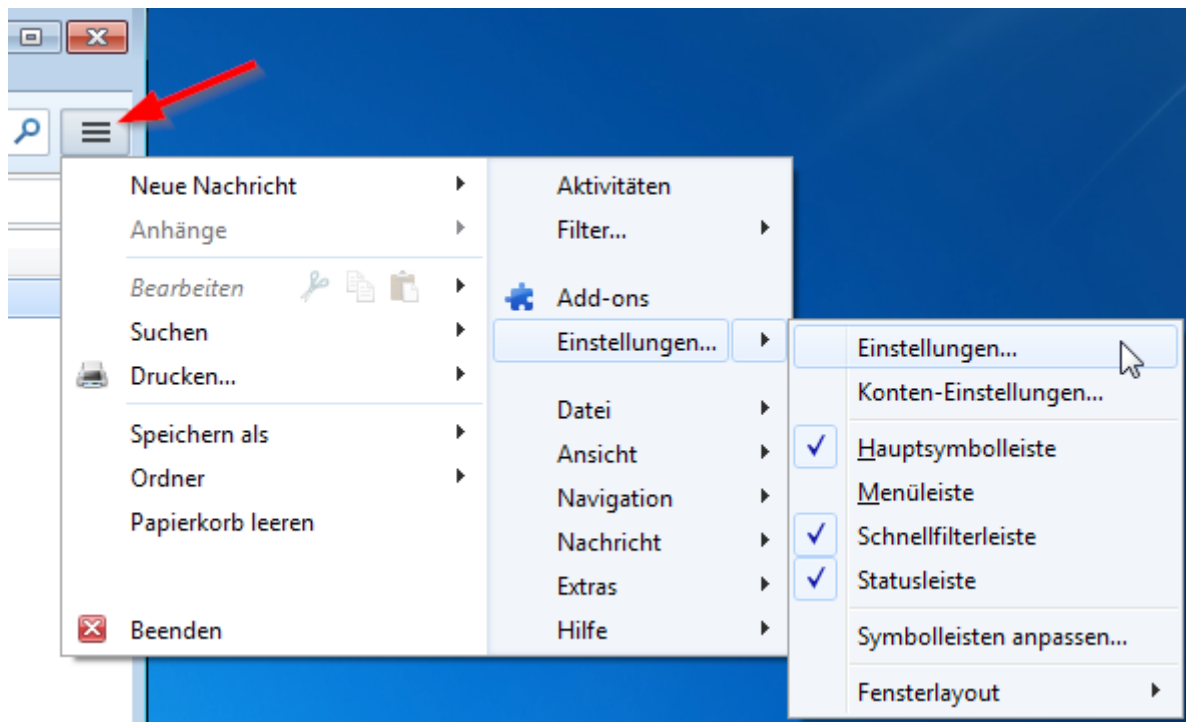 Neue Nachricht
Anhänge
Bearbeiten
Suchen
Drucken...
Speichern als
Ordner
Papierkorb leeren
Beenden
Aktivitäten
Filter...
Add-ons
Einstellungen...
Datei
Ansicht
Navigation
Nachricht
Extras
Hilfe
Einstellungen...
Konten-Einstellungen...
Hauptsymbolleiste
Menüleiste
Schnellfilterleiste
Statusleiste
Symbolleisten anpassen...
Fensterlayout